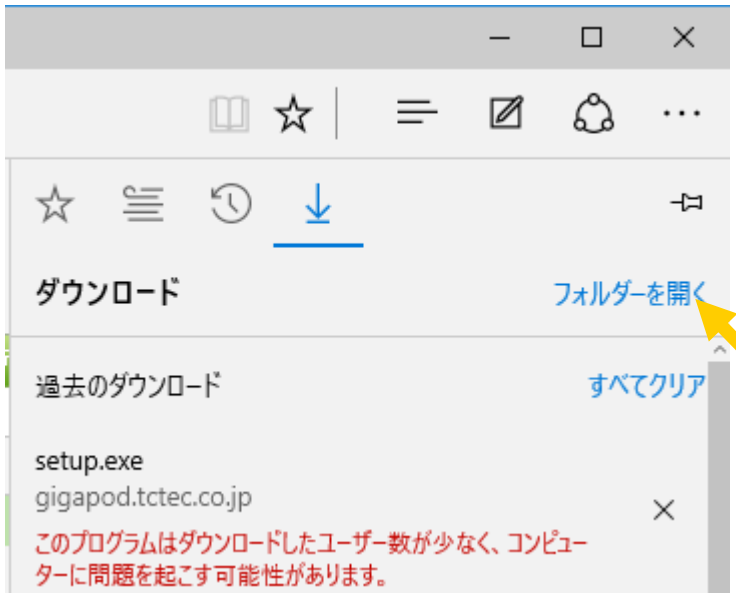 ダウンロード フォルダーを開く
過去のダウンロード すべてクリア
setup.exe
gigapod.tctec.co.jp
このプログラムはダウンロードしたユーザー数が少なく、コンピュー
ターに問題を起こす可能性があります。